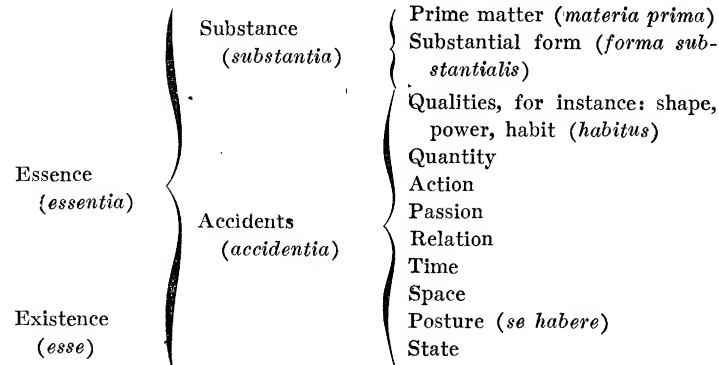 Substance
(substantia)
Prime matter (materia prima)
Substantial form (forma sub-
stantialis)
Essence
(essentia)
Existence
(esse)
Accidents
(accidentia)
Qualities, for instance: shape,
power, habit (habitus)
Quantity
Action
Passion
Relation
Time
Space
Posture (se habere)
State